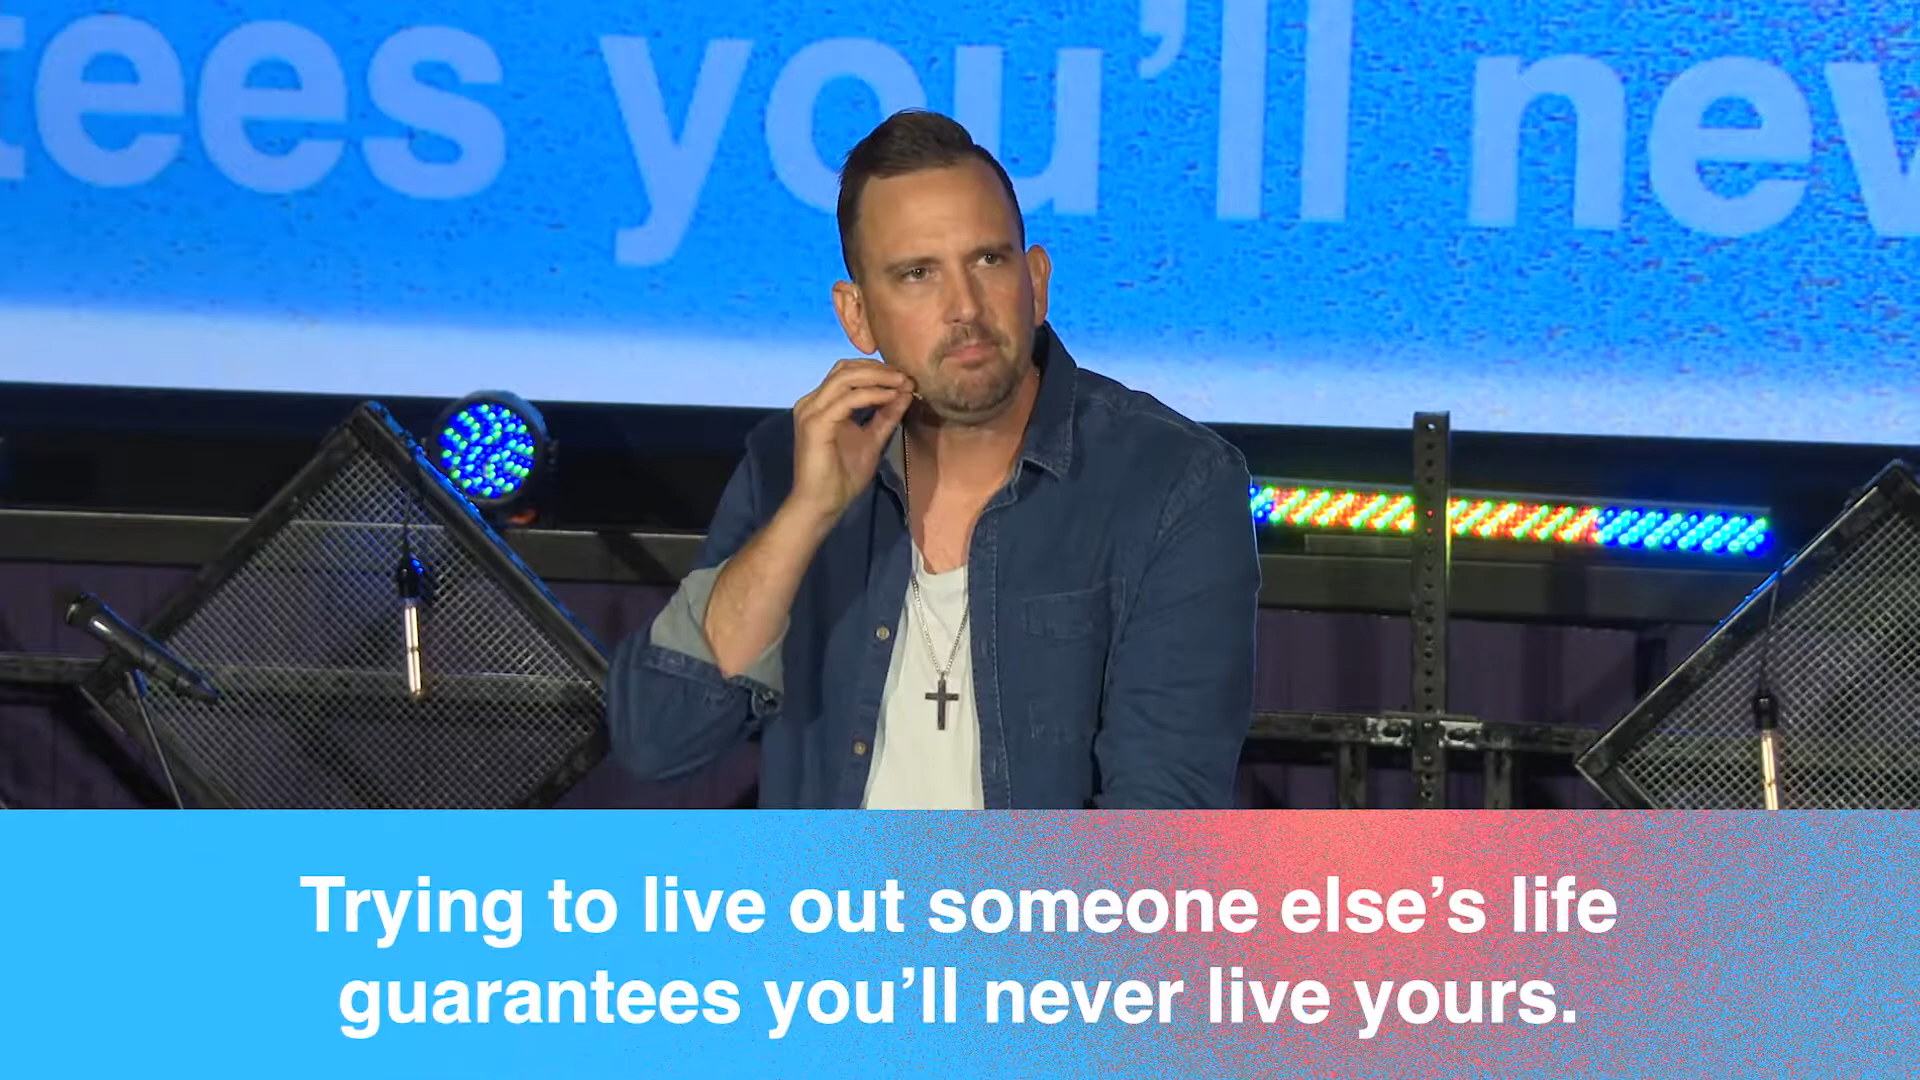 tees you’ll nev
Trying to live out someone else’s life
guarantees you’ll never live yours.